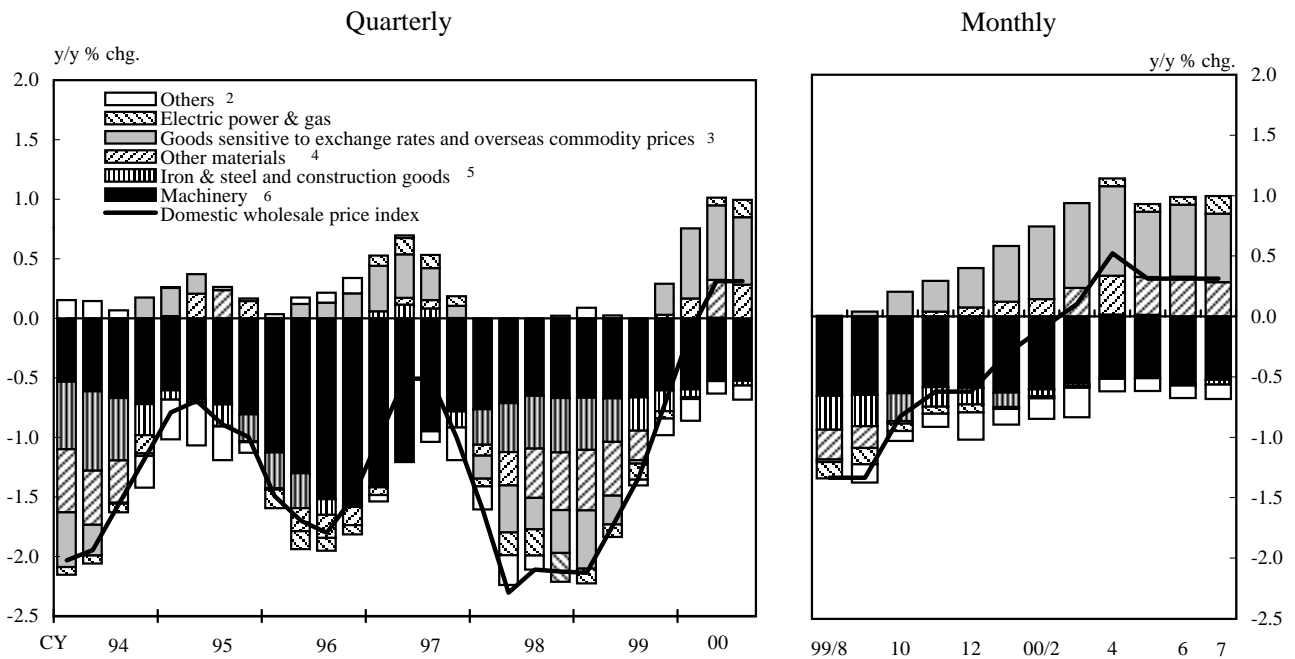 Quarterly
y/y % chg.
2.0
1.5
1.0
0.5
0.0
-0.5
-1.0
-1.5
-2.0
-2.5
Others 2
Electric power & gas
Goods sensitive to exchange rates and overseas commodity prices 3
Other materials 4
Iron & steel and construction goods 5
Machinery 6
Domestic wholesale price index
CY 94 95 96 97 98 99 00
Monthly
y/y % chg.
2.0
1.5
1.0
0.5
0.0
-0.5
-1.0
-1.5
-2.0
-2.5
99/8 10 12 00/2 4 6 7